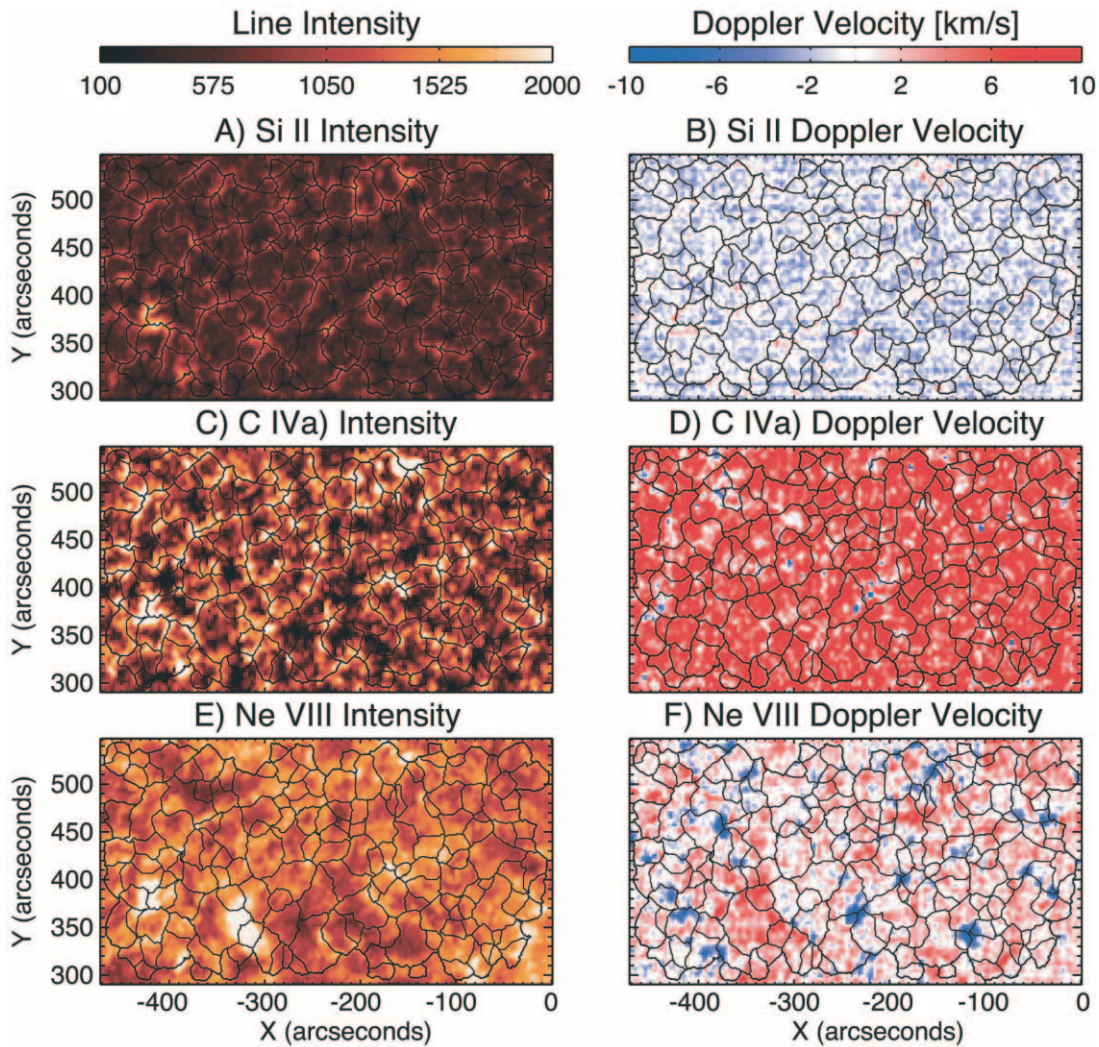 Line Intensity Doppler Velocity [km/s]
100 575 1050 1525 2000 -10 -6 -2 2 6 10
A) Si II Intensity B) Si II Doppler Velocity
Y (arcseconds)
500
450
400
350
300
C) C IVa) Intensity D) C IVa) Doppler Velocity
Y (arcseconds)
500
450
400
350
300
E) Ne VIII Intensity F) Ne VIII Doppler Velocity
Y (arcseconds)
500
450
400
350
300
-400 -300 -200 -100 0 -400 -300 -200 -100 0
X (arcseconds) X (arcseconds)